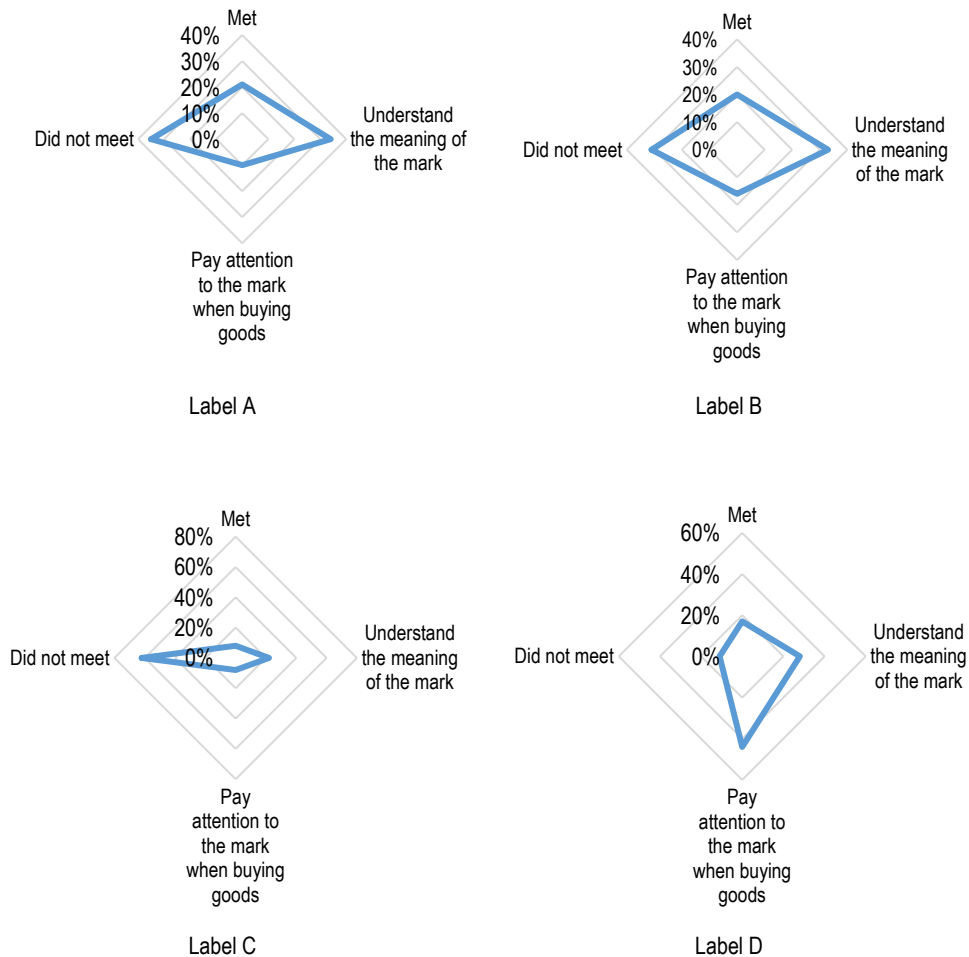 Met
40%
30%
20%
10%
0%
Did not meet
Understand
the meaning of
the mark
Pay attention
to the mark
when buying
goods
Label A
Met
40%
30%
20%
10%
0%
Did not meet
Understand
the meaning
of the mark
Pay attention
to the mark
when buying
goods
Label B
Met
80%
60%
40%
20%
0%
Did not meet
Understand
the meaning
of the mark
Pay
attention to
the mark
when buying
goods
Label C
Met
60%
40%
20%
0%
Did not meet
Understand
the meaning
of the mark
Pay
attention to
the mark
when buying
goods
Label D